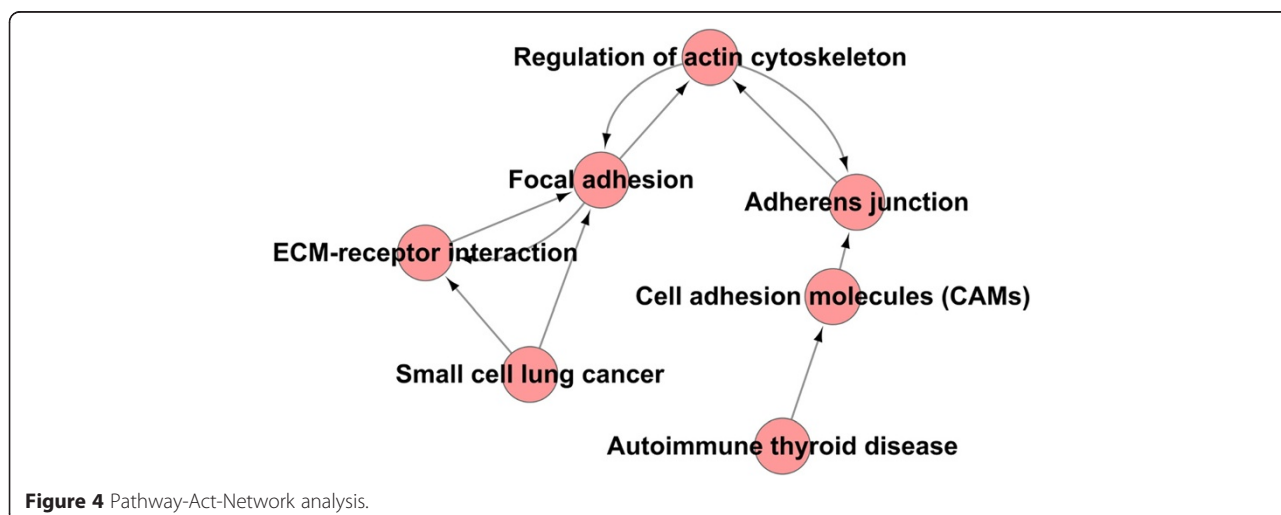 Regulation of actin cytoskeleton
Focal adhesion
Adherens junction
ECM-receptor interaction
Cell adhesion molecules (CAMs)
Small cell lung cancer
Autoimmune thyroid disease
Figure 4 Pathway-Act-Network analysis.